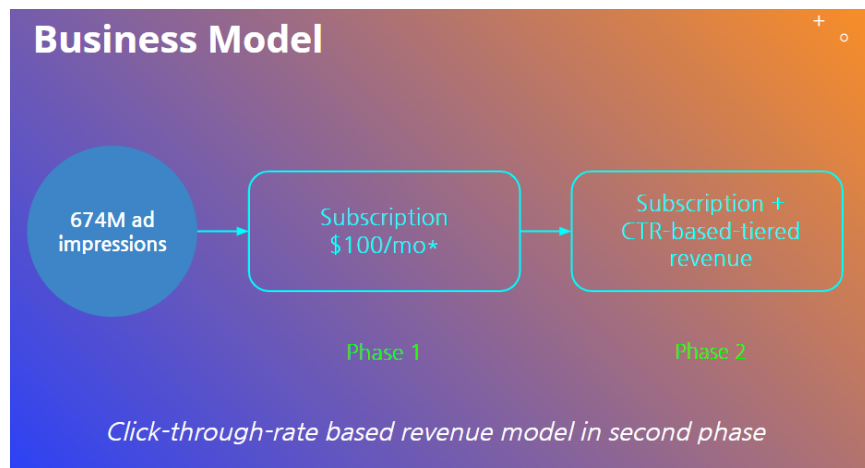 Business Model
674M ad
impressions
Subscription
$100/mo*
Subscription +
CTR-based-tiered
revenue
Phase 1
Phase 2
Click-through-rate based revenue model in second phase